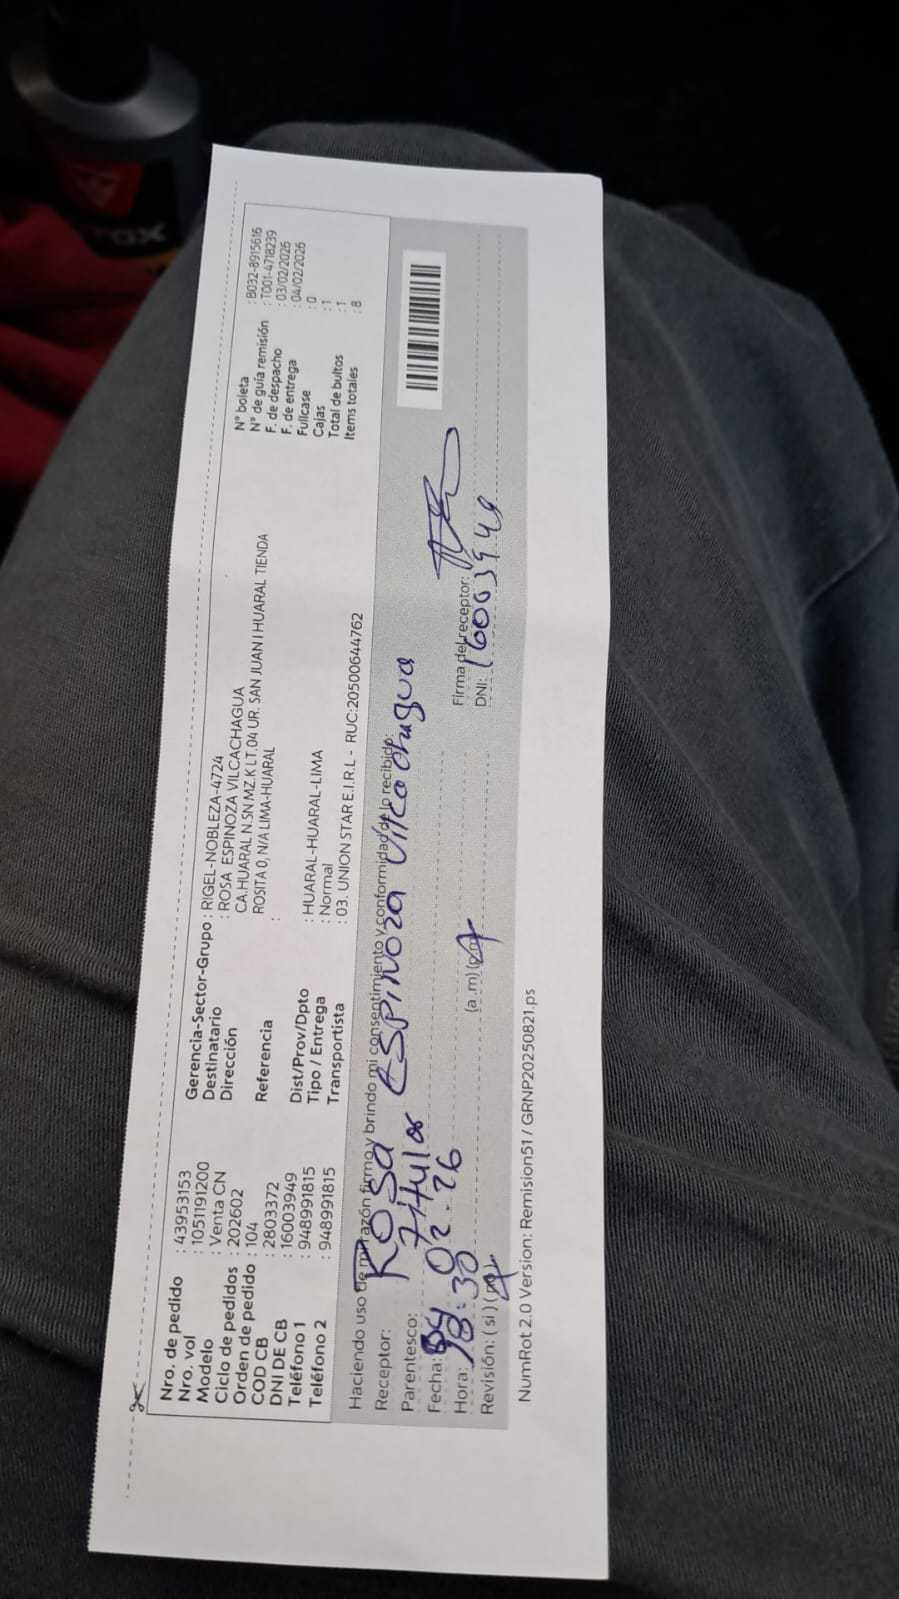 Nro. de pedido : 43953153
Nro. vol : 1051191200
Modelo : Venta CN
Ciclo de pedidos : 202602
Orden de pedido : 104
COD CB : 2803372
DNI DE CB : 16003949
Teléfono 1 : 948991815
Teléfono 2 : 948991815
Gerencia-Sector-Grupo : RIGEL-NOBLEZA-4724
Destinatario : ROSA ESPINOZA VILCACHAGUA
Dirección CA.HUARAL N.SN MZ.K LT.04 UR. SAN JUAN I HUARAL TIENDA
ROSITA 0, N/A LIMA-HUARAL
Referencia :
Dist/Prov/Dpto : HUARAL-HUARAL-LIMA
Tipo / Entrega : Normal
Transportista : 03. UNION STAR E.I.R.L - RUC:20500644762
N° boleta : B032-8915616
N° de guía remisión : T001-4718239
F. de despacho : 03/02/2026
F. de entrega : 04/02/2026
Fullcase : 0
Cajas : 1
Total de bultos : 1
Items totales : 8
Haciendo uso de mi razón firmo y brindo mi consentimiento y conformidad de lo recibido:
Receptor: Rosa Espinoza Vilcachagua
Parentesco: Titular
Fecha: 04 02.26
Hora: 18:30 (a .m) (p.m)
Revisión: ( si ) (no)
Firma del receptor:
DNI: 16003949
NumRot 2.0 Version: Remision51 / GRNP20250821.ps